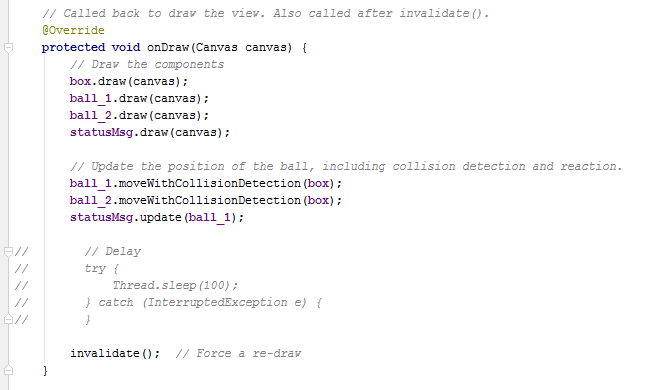 // Called back to draw the view. Also called after invalidate().
@Override
protected void onDraw(Canvas canvas) {
// Draw the components
box.draw(canvas);
ball_1.draw(canvas);
ball_2.draw(canvas);
statusMsg.draw(canvas);
// Update the position of the ball, including collision detection and reaction.
ball_1.moveWithCollisionDetection(box);
ball_2.moveWithCollisionDetection(box);
statusMsg.update(ball_1);
// // Delay
// try {
// Thread.sleep(100);
// } catch (InterruptedException e) {
// }
invalidate(); // Force a re-draw
}